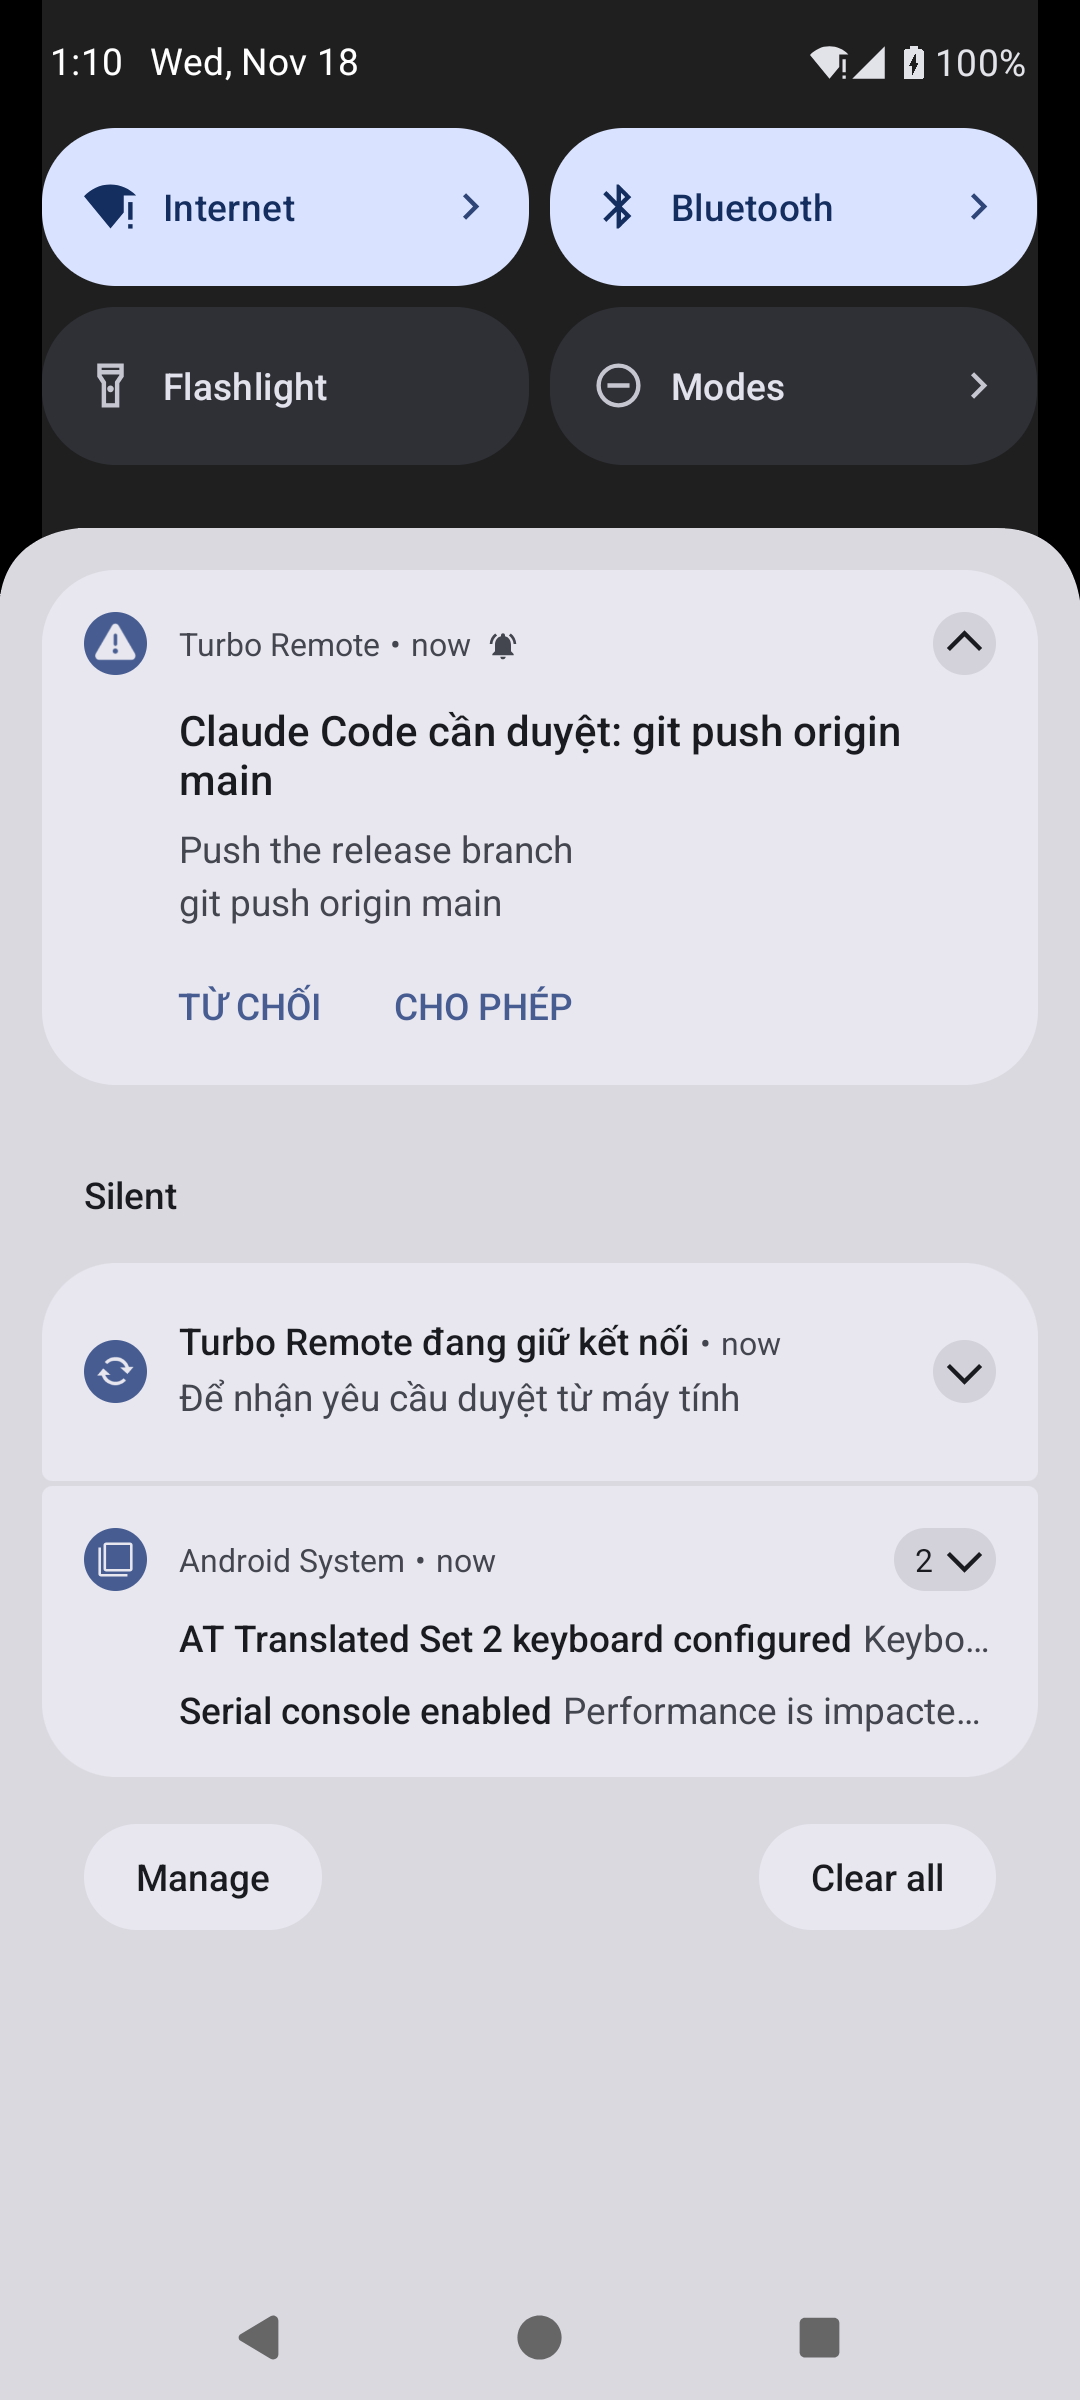 1:10 Wed, Nov 18 100%
Internet Bluetooth
Flashlight Modes
Turbo Remote • now
Claude Code cần duyệt: git push origin
main
Push the release branch
git push origin main
TỪ CHỐI CHO PHÉP
Silent
Turbo Remote đang giữ kết nối • now
Để nhận yêu cầu duyệt từ máy tính
Android System • now 2
AT Translated Set 2 keyboard configured Keybo...
Serial console enabled Performance is impacte...
Manage Clear all